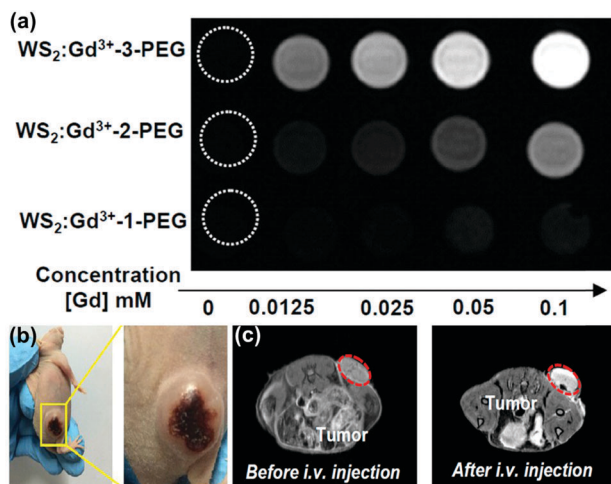 (a)
WS₂:Gd³⁺-3-PEG
WS₂:Gd³⁺-2-PEG
WS₂:Gd³⁺-1-PEG
Concentration
[Gd] mM
0 0.0125 0.025 0.05 0.1
(b)
(c)
Tumor
Before i.v. injection
Tumor
After i.v. injection